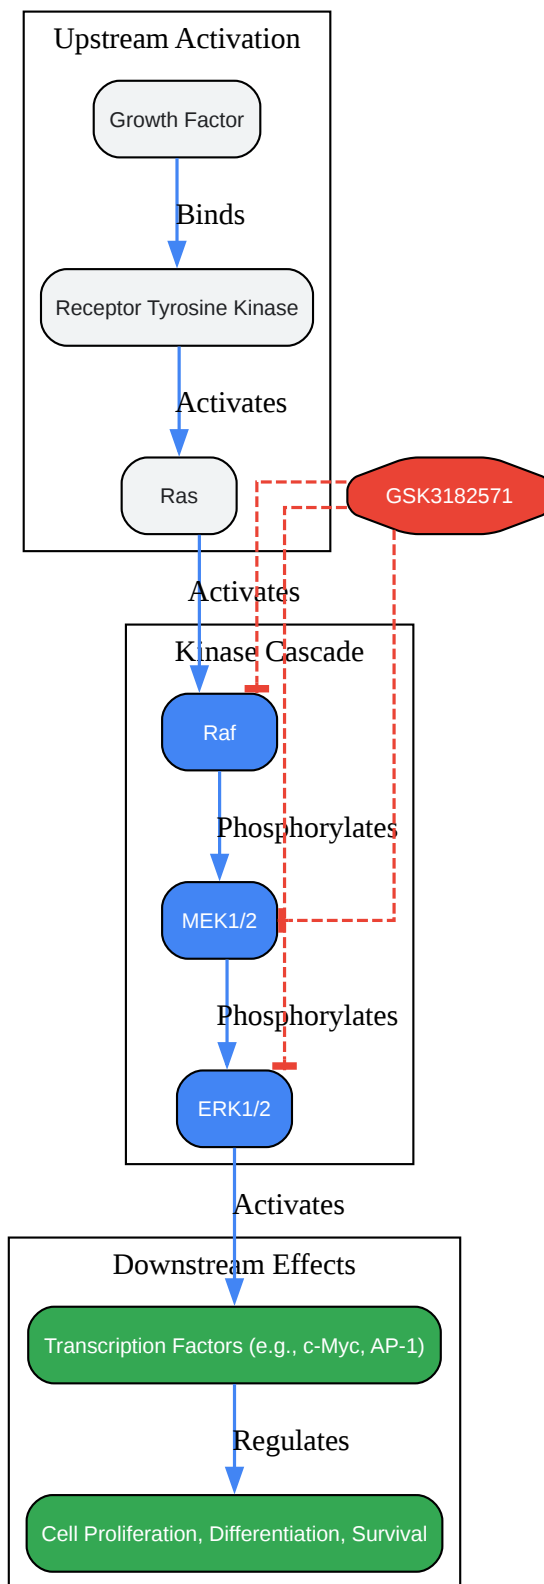 Upstream Activation
Growth Factor
Binds
Receptor Tyrosine Kinase
Activates
Ras
GSK3182571
Activates
Kinase Cascade
Raf
Phosphorylates
MEK1/2
Phosphorylates
ERK1/2
Activates
Downstream Effects
Transcription Factors (e.g., c-Myc, AP-1)
Regulates
Cell Proliferation, Differentiation, Survival